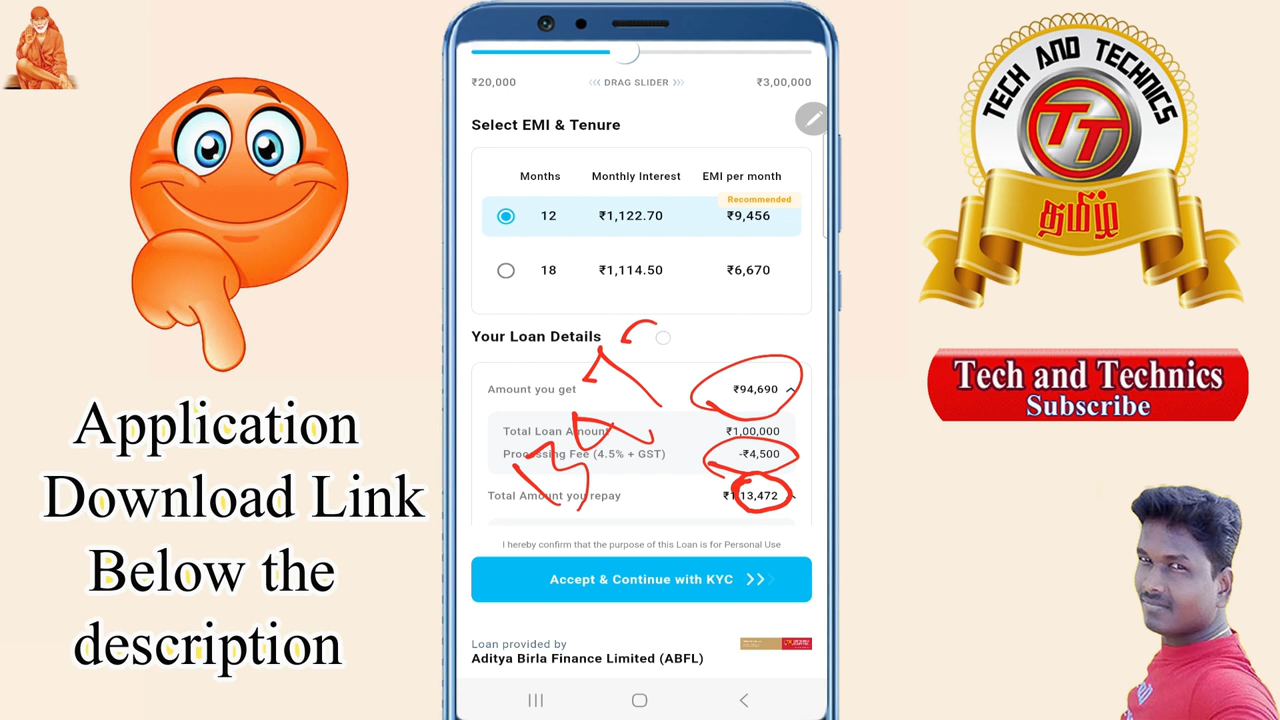 Application
Download Link
Below the
description
₹20,000
DRAG SLIDER
₹3,00,000
Select EMI & Tenure
Months Monthly Interest EMI per month
Recommended
12 ₹1,122.70 ₹9,456
18 ₹1,114.50 ₹6,670
Your Loan Details
Amount you get ₹94,690
Total Loan Amount ₹1,00,000
Processing Fee (4.5% + GST) -₹4,500
Total Amount you repay ₹1,13,472
I hereby confirm that the purpose of this Loan is for Personal Use
Accept & Continue with KYC
Loan provided by
Aditya Birla Finance Limited (ABFL)
TECH AND TECHNICS
TT
தமிழ்
Tech and Technics
Subscribe